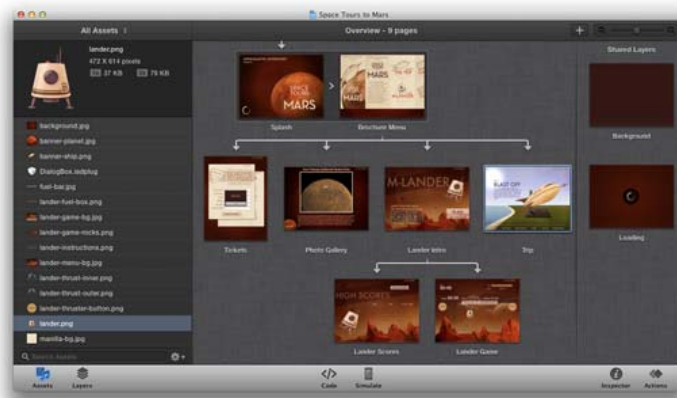 Space Tours to Mars
All Assets
Overview - 9 pages
lander.png
472 X 614 pixels
1x 37 KB 2x 79 KB
background.jpg
banner-planet.jpg
banner-ship.png
DialogBox.iadplug
fuel-bar.jpg
lander-fuel-box.png
lander-game-bg.jpg
lander-game-rocks.png
lander-instructions.png
lander-menu-bg.jpg
lander-thrust-inner.png
lander-thrust-outer.png
lander-thruster-button.png
lander.png
manilla-bg.jpg
Search Assets
SPACE
TOURS
MARS
Splash
VISIT
MARS
Brochure Menu
Tickets
Photo Gallery
M-LANDER
Lander Intro
BLAST OFF
Trip
HIGH SCORES
Lander Scores
Lander Game
Shared Layers
Background
Loading
Assets
Layers
Code
Simulate
Inspector
Actions